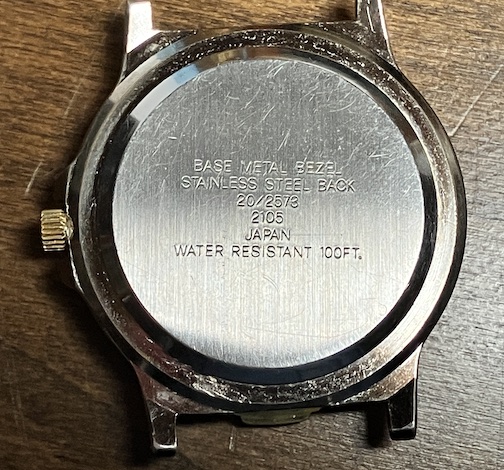 BASE METAL BEZEL
STAINLESS STEEL BACK
20/2573
2105
JAPAN
WATER RESISTANT 100FT.